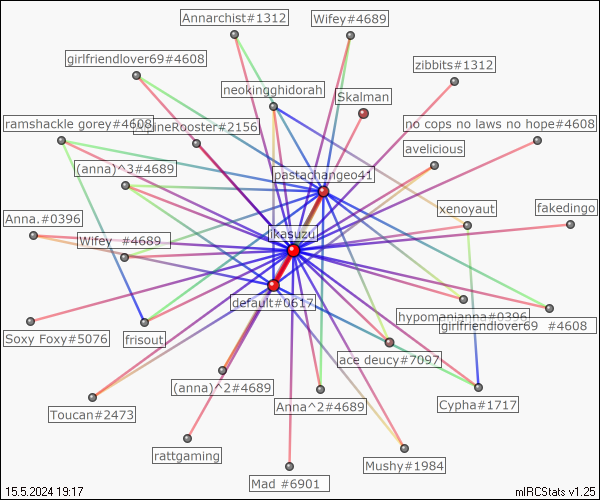 Annarchist#1312
Wifey#4689
girlfriendlover69#4608
zibbits#1312
neokingghidorah
Skalman
ramshackle gorey#4608
pineRooster#2156
no cops no laws no hope#4608
avelicious
(anna)^3#4689
pastachangeo41
xenoyaut
Anna.#0396
fakedingo
Wifey #4689
ikasuzu
default#0617
hypomanianna#0396
girlfriendlover69 #4608
Soxy Foxy#5076
frisout
ace deucy#7097
(anna)^2#4689
Anna^2#4689
Cypha#1717
Toucan#2473
rattgaming
Mushy#1984
Mad #6901
15.5.2024 19:17
mIRCStats v1.25